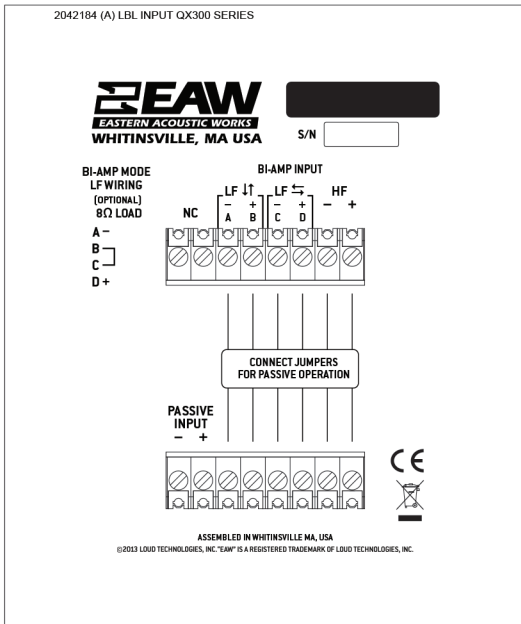 2042184 (A) LBL INPUT QX300 SERIES
EAW
EASTERN ACOUSTIC WORKS
WHITINSVILLE, MA USA
S/N
BI-AMP MODE
LF WIRING
(OPTIONAL)
8Ω LOAD
A –
B
C
D +
BI-AMP INPUT
LF ↓↑ LF ⇆ HF
NC – + – + – +
A B C D
CONNECT JUMPERS
FOR PASSIVE OPERATION
PASSIVE
INPUT
– +
CE
ASSEMBLED IN WHITINSVILLE MA, USA
©2013 LOUD TECHNOLOGIES, INC."EAW" IS A REGISTERED TRADEMARK OF LOUD TECHNOLOGIES, INC.